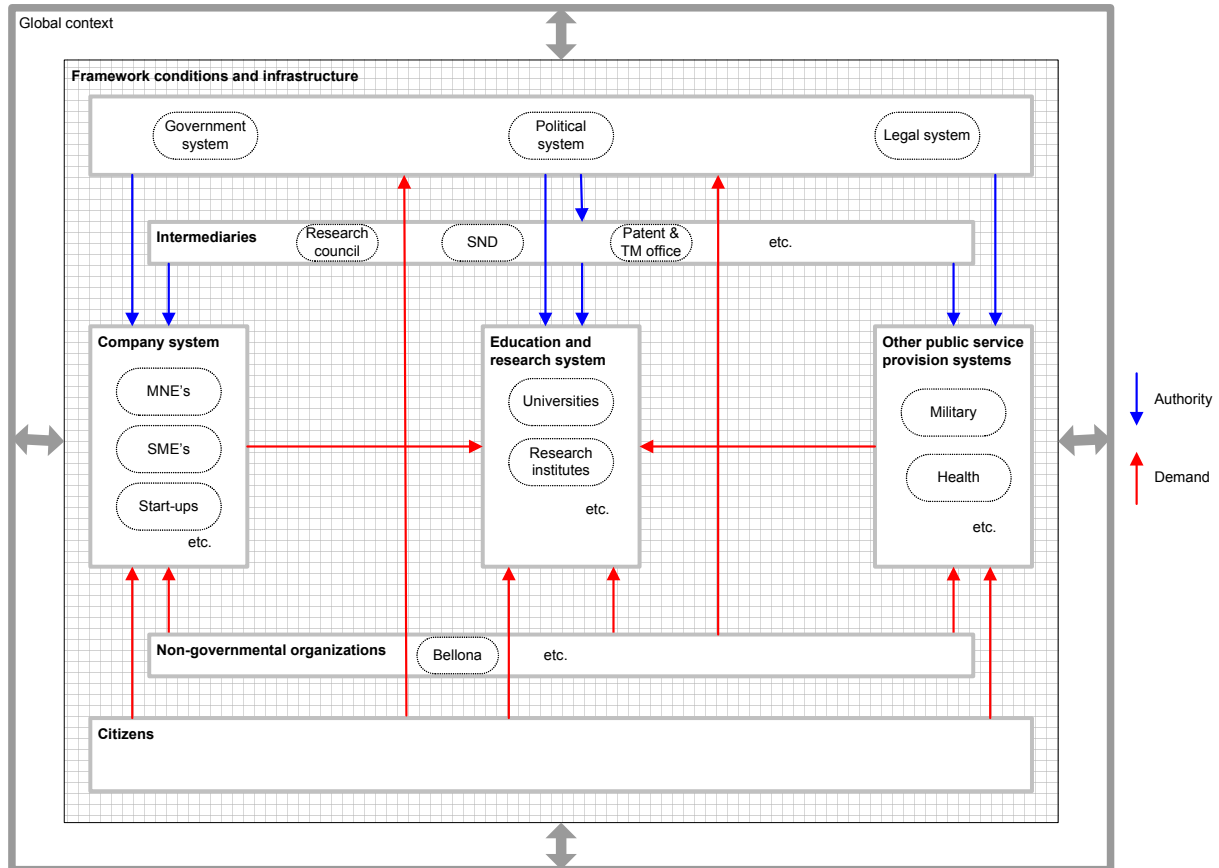 Global context
Framework conditions and infrastructure
Government
system
Political
system
Legal system
Intermediaries
Research
council
SND
Patent &
TM office
etc.
Company system
MNE's
SME's
Start-ups
etc.
Education and
research system
Universities
Research
institutes
etc.
Other public service
provision systems
Military
Health
etc.
Authority
Demand
Non-governmental organizations
Bellona
etc.
Citizens